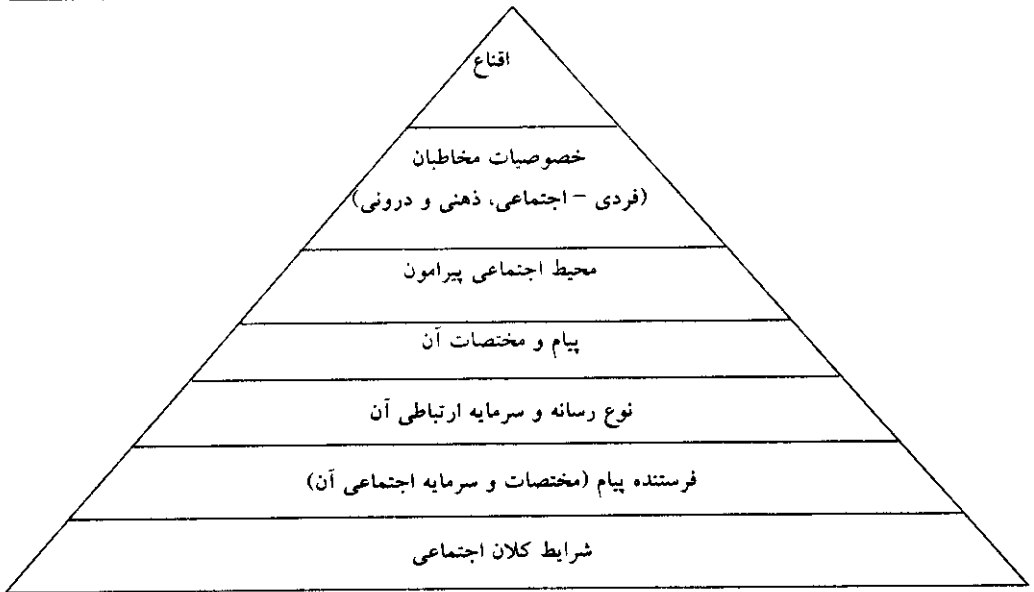 اقناع
خصوصیات مخاطبان
(فردی – اجتماعی، ذهنی و درونی)
محیط اجتماعی پیرامون
پیام و مختصات آن
نوع رسانه و سرمایه ارتباطی آن
فرستنده پیام (مختصات و سرمایه اجتماعی آن)
شرایط کلان اجتماعی